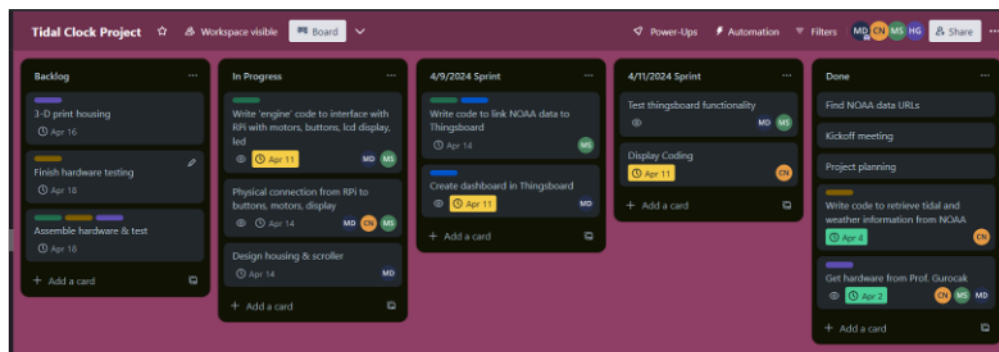 Tidal Clock Project
Workspace visible
Board
Power-Ups
Automation
Filters
MD
CN
MS
HG
Share
Backlog
3-D print housing
Apr 16
Finish hardware testing
Apr 18
Assemble hardware & test
Apr 18
+ Add a card
In Progress
Write 'engine' code to interface with
RPi with motors, buttons, lcd display,
led
Apr 11
MD
MS
Physical connection from RPi to
buttons, motors, display
Apr 14
MD
CN
MS
Design housing & scroller
Apr 14
MD
+ Add a card
4/9/2024 Sprint
Write code to link NOAA data to
Thingsboard
Apr 14
MS
Create dashboard in Thingsboard
Apr 11
MD
+ Add a card
4/11/2024 Sprint
Test thingsboard functionality
MD
MS
Display Coding
Apr 11
CN
+ Add a card
Done
Find NOAA data URLs
Kickoff meeting
Project planning
Write code to retrieve tidal and
weather information from NOAA
Apr 4
CN
Get hardware from Prof. Gurocak
Apr 2
CN
MS
MD
+ Add a card